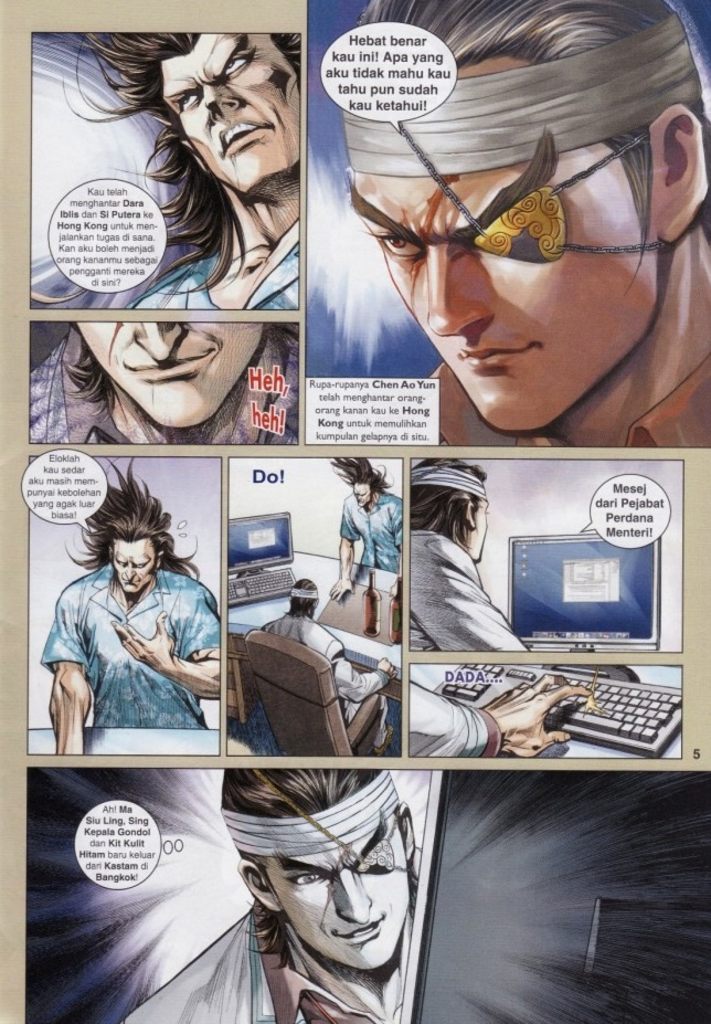 Kau telah
menghantar Dara
Iblis dan Si Putera ke
Hong Kong untuk men-
jalankan tugas di sana.
Kan aku boleh menjadi
orang kananmu sebagai
pengganti mereka
di sini?
Hebat benar
kau ini! Apa yang
aku tidak mahu kau
tahu pun sudah
kau ketahui!
Heh,
heh!
Rupa-rupanya Chen Ao Yun
telah menghantar orang-
orang kanan kau ke Hong
Kong untuk memulihkan
kumpulan gelapnya di situ.
Eloklah
kau sedar
aku masih mem-
punyai kebolehan
yang agak luar
biasa!
Do!
Mesej
dari Pejabat
Perdana
Menteri!
DADA....
5
Ah! Ma
Siu Ling, Sing
Kepala Gondol
dan Kit Kulit
Hitam baru keluar
dari Kastam di
Bangkok!
OO